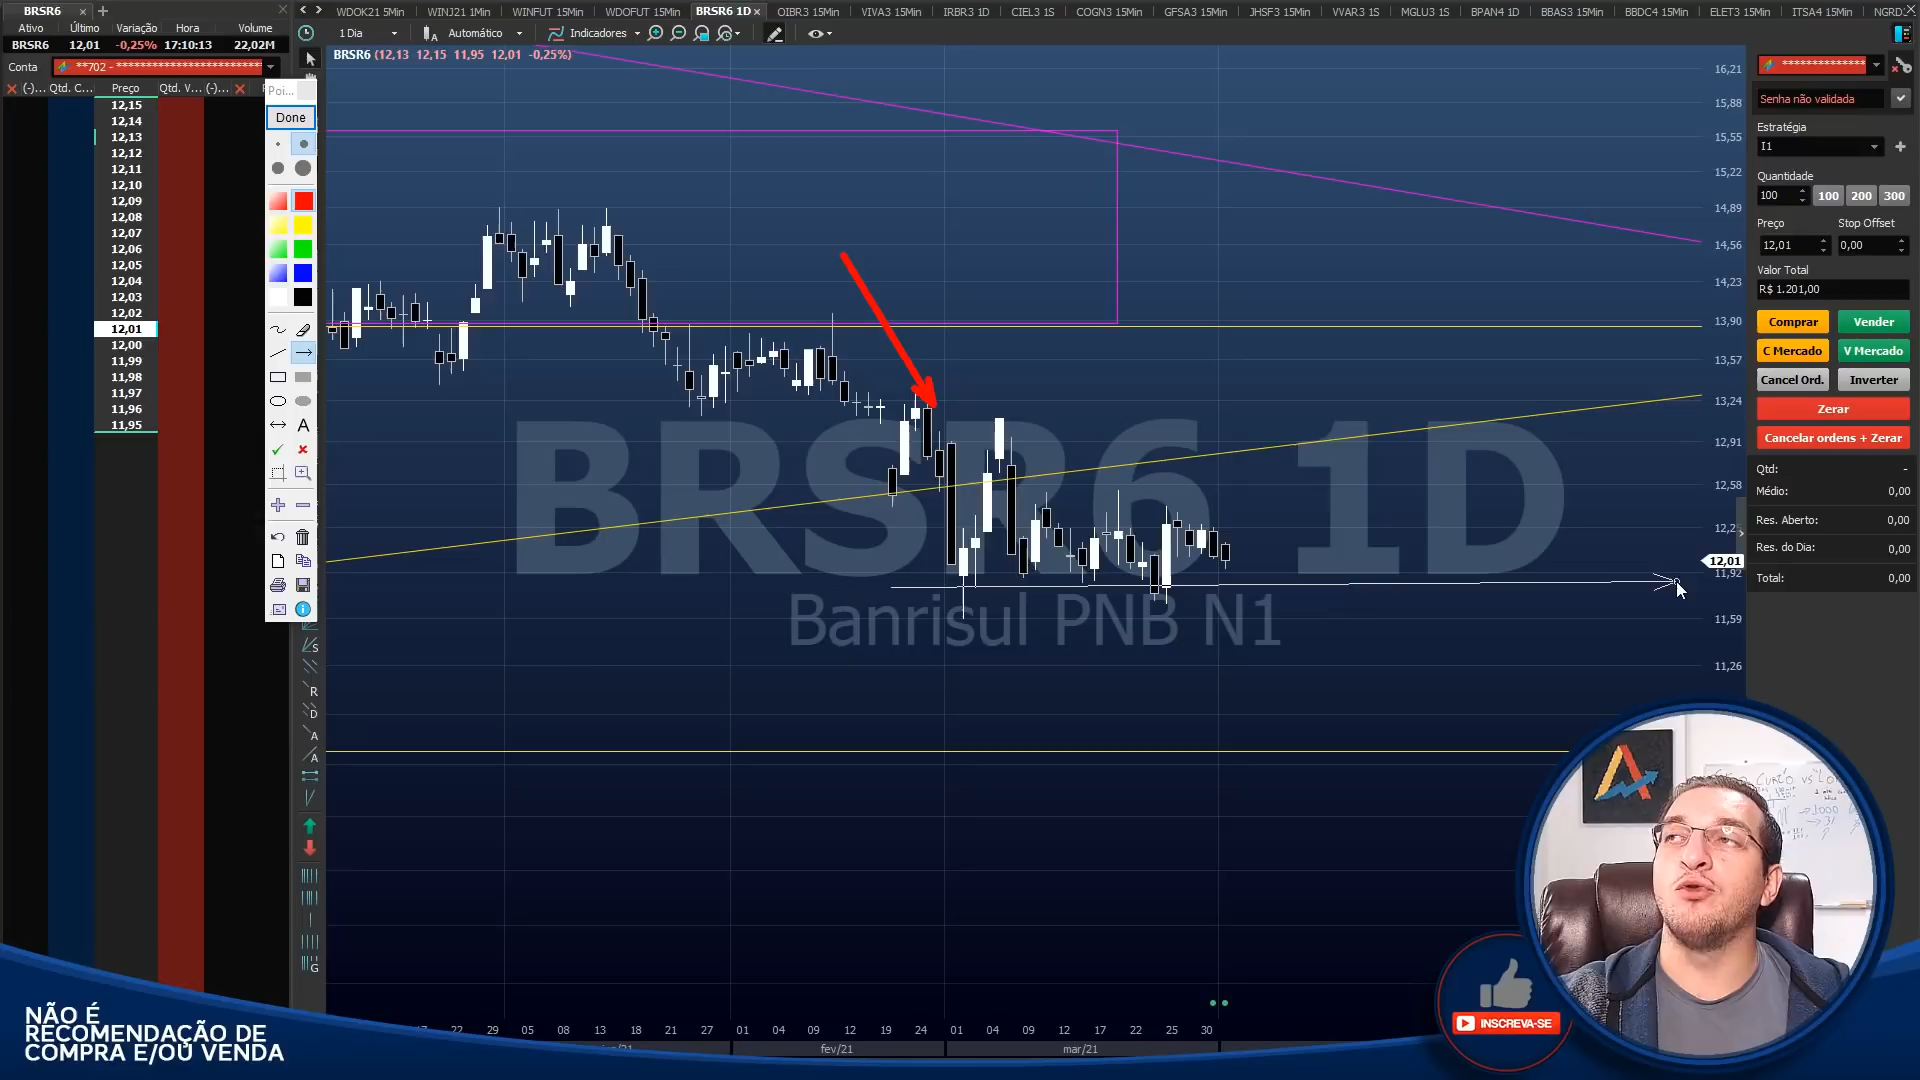 BRSR6
WDOK21 5Min
WINJ21 1Min
WINFUT 15Min
WDOFUT 15Min
BRSR6 1D
OIBR3 15Min
VIVA3 15Min
IRBR3 1D
CIEL3 1S
COGN3 15Min
GFSA3 15Min
JHSF3 15Min
VVAR3 1S
MGLU3 1S
BPAN4 1D
BBAS3 15Min
BBDC4 15Min
ELET3 15Min
ITSA4 15Min
NGRD:
Ativo Último Variação Hora Volume
BRSR6 12,01 -0,25% 17:10:13 22,02M
Conta **702 - *************************
(-)... Qtd. C... Preço Qtd. V... (-)...
1 Dia Automático Indicadores
BRSR6 (12,13 12,15 11,95 12,01 -0,25%)
Poi...
Done
12,15
12,14
12,13
12,12
12,11
12,10
12,09
12,08
12,07
12,06
12,05
12,04
12,03
12,02
12,01
12,00
11,99
11,98
11,97
11,96
11,95
A
S
R
D
A
A
G
BRSR6 1D
Banrisul PNB N1
16,21
15,88
15,55
15,22
14,89
14,56
14,23
13,90
13,57
13,24
12,91
12,58
12,2
12,01
11,92
11,59
11,26
22 29 05 08 13 18 21 27 01 04 09 12 19 24 01 04 09 12 17 22 25 30
fev/21
mar/21
**************
Senha não validada
Estratégia
I1
Quantidade
100 100 200 300
Preço Stop Offset
12,01 0,00
Valor Total
R$ 1.201,00
Comprar Vender
C Mercado V Mercado
Cancel Ord. Inverter
Zerar
Cancelar ordens + Zerar
Qtd: -
Médio: 0,00
Res. Aberto: 0,00
Res. do Dia: 0,00
Total: 0,00
NÃO É
RECOMENDAÇÃO DE
COMPRA E/OU VENDA
INSCREVA-SE